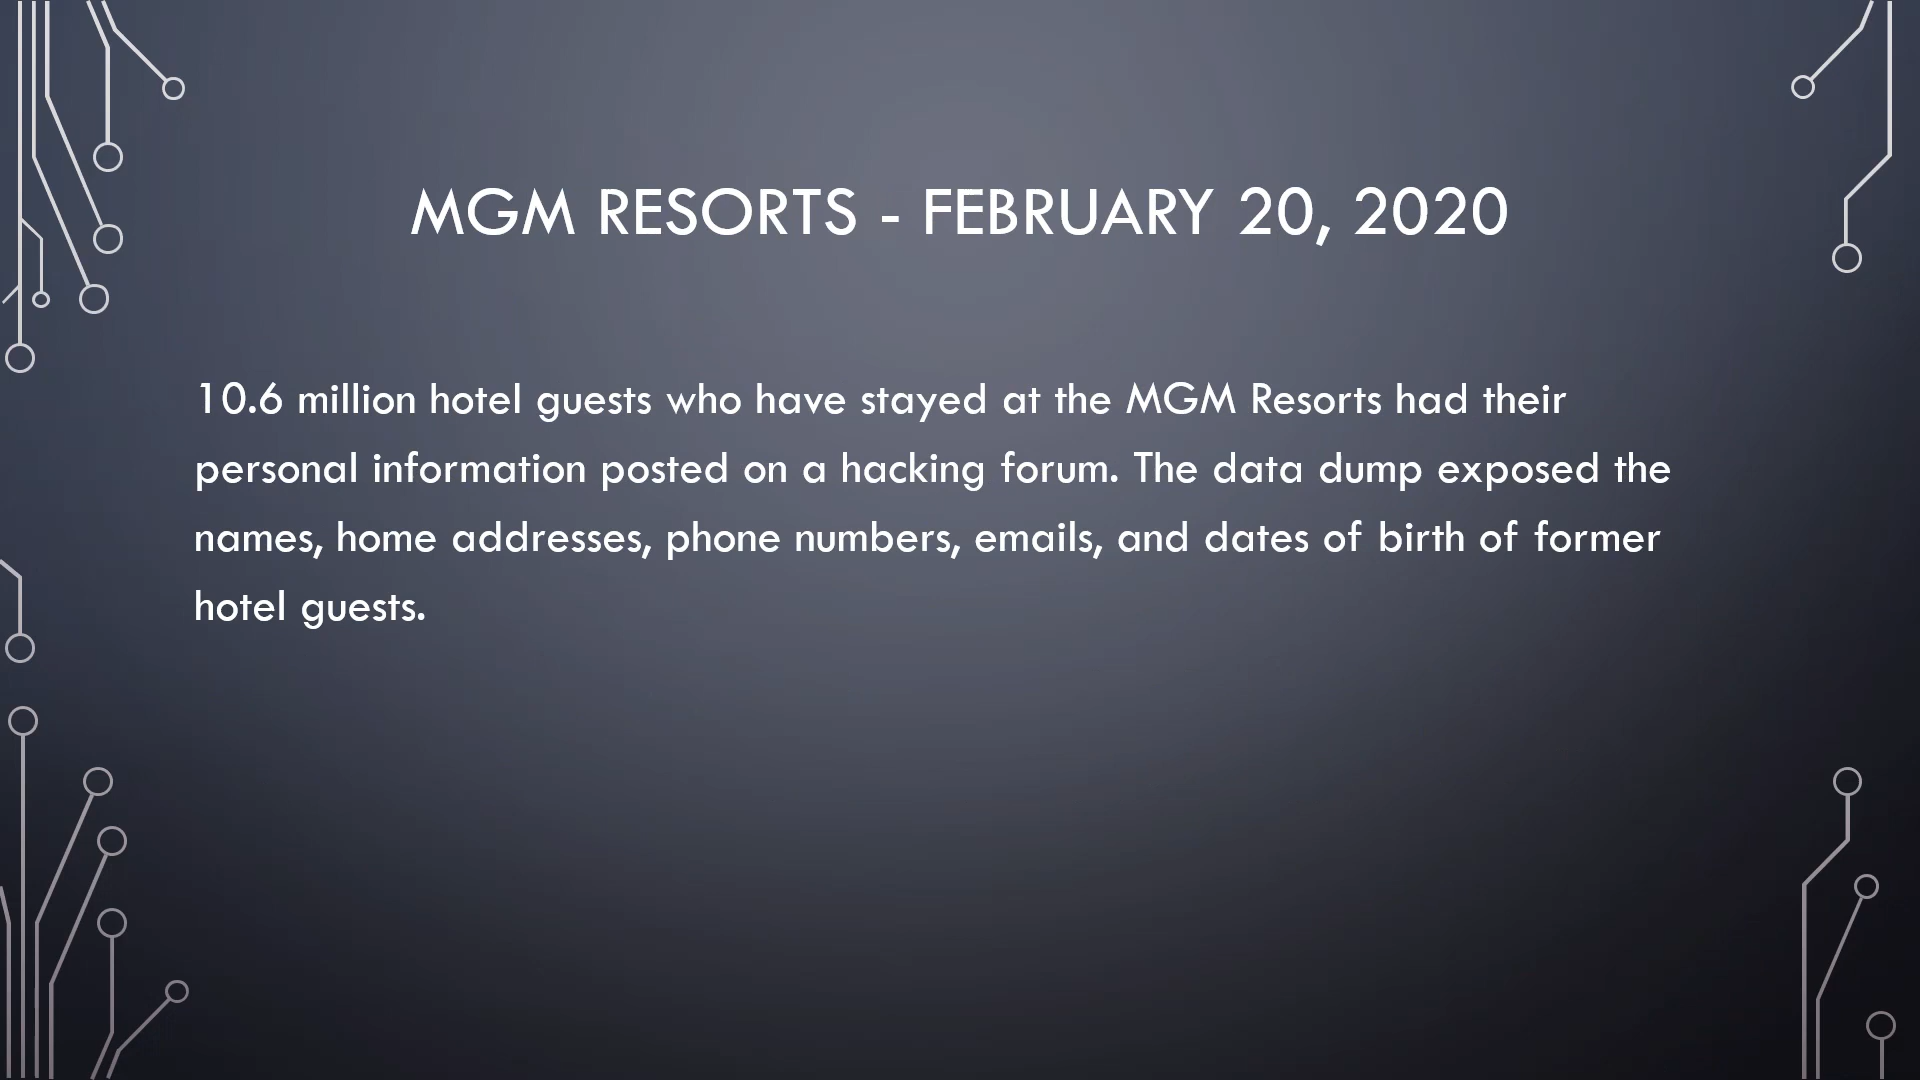 MGM RESORTS - FEBRUARY 20, 2020
10.6 million hotel guests who have stayed at the MGM Resorts had their
personal information posted on a hacking forum. The data dump exposed the
names, home addresses, phone numbers, emails, and dates of birth of former
hotel guests.